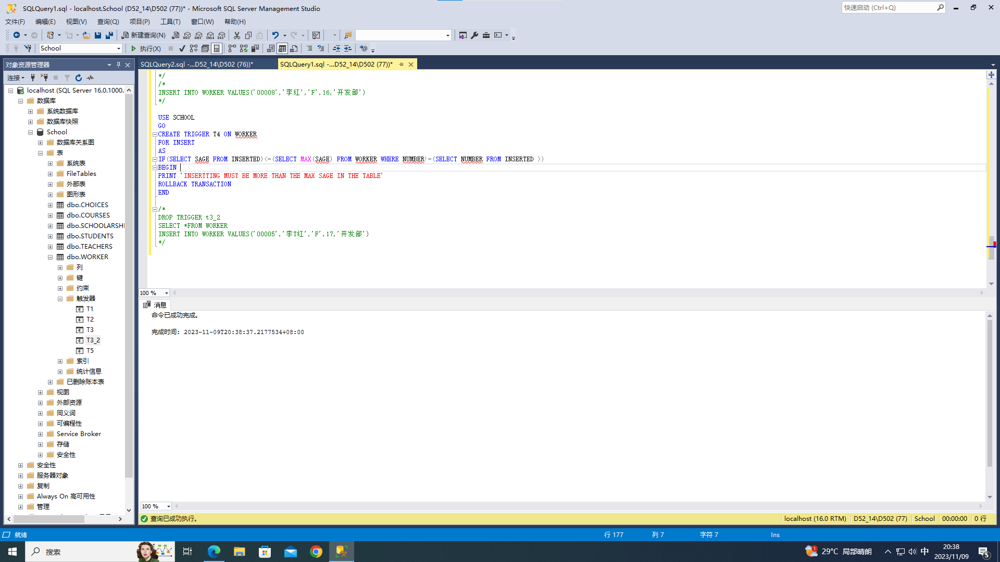 SQLQuery1.sql - localhost.School (D52_14\D502 (77))* - Microsoft SQL Server Management Studio
快速启动 (Ctrl+Q)
文件(F) 编辑(E) 视图(V) 查询(Q) 项目(P) 工具(T) 窗口(W) 帮助(H)
新建查询(N) MDX DMX XMLA DAX
School 执行(X)
对象资源管理器
SQLQuery2.sql -...D52_14\D502 (76))*
SQLQuery1.sql -...D52_14\D502 (77))*
连接
localhost (SQL Server 16.0.1000.
数据库
系统数据库
数据库快照
School
数据库关系图
表
系统表
FileTables
外部表
图形表
dbo.CHOICES
dbo.COURSES
dbo.SCHOOLARSHI
dbo.STUDENTS
dbo.TEACHERS
dbo.WORKER
列
键
约束
触发器
T1
T2
T3
T3_2
T5
索引
统计信息
已删除账本表
视图
外部资源
同义词
可编程性
Service Broker
存储
安全性
安全性
服务器对象
复制
Always On 高可用性
管理
*/
/*
INSERT INTO WORKER VALUES('00008','李红','F',16,'开发部')
*/
USE SCHOOL
GO
CREATE TRIGGER T4 ON WORKER
FOR INSERT
AS
IF(SELECT SAGE FROM INSERTED)<=(SELECT MAX(SAGE) FROM WORKER WHERE NUMBER!=(SELECT NUMBER FROM INSERTED ))
BEGIN
PRINT 'INSERTTING MUST BE MORE THAN THE MAX SAGE IN THE TABLE'
ROLLBACK TRANSACTION
END
/*
DROP TRIGGER t3_2
SELECT *FROM WORKER
INSERT INTO WORKER VALUES('00005','李T红','F',17,'开发部')
*/
100 %
消息
命令已成功完成。
完成时间: 2023-11-09T20:38:37.2177534+08:00
100 %
查询已成功执行。
localhost (16.0 RTM) D52_14\D502 (77) School 00:00:00 0 行
就绪 行 177 列 7 字符 7 Ins
搜索
1 29°C 局部晴朗 中 20:38
2023/11/09
5